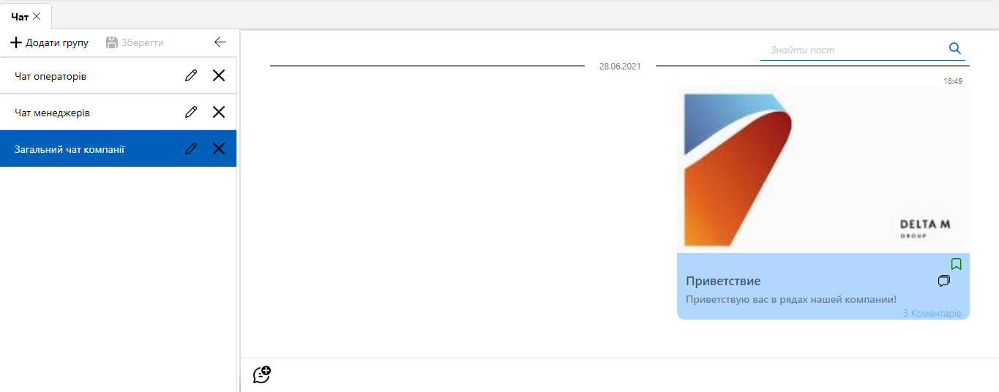 Чат
Додати групу
Зберегти
Чат операторів
Чат менеджерів
Загальний чат компанії
Знайти пост
28.06.2021
18:49
DELTA M
GROUP
Приветствие
Приветствую вас в рядах нашей компании!
3 Коментарів